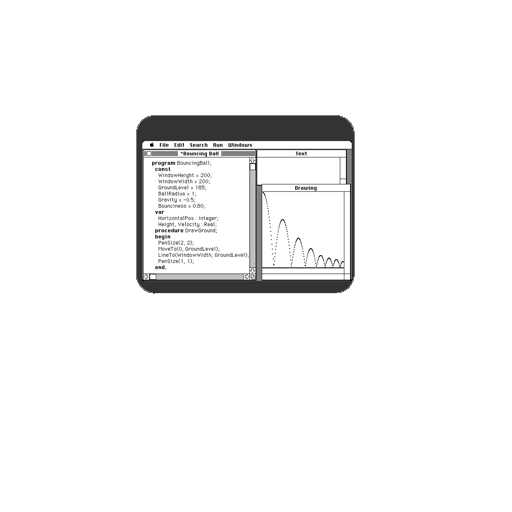 File Edit Search Run Windows
*Bouncing Ball
program BouncingBall;
const
WindowHeight = 200;
WindowWidth = 200;
GroundLevel = 185;
BallRadius = 1;
Gravity = -0.5;
Bounciness = 0.80;
var
HorizontalPos : Integer;
Height, Velocity : Real;
procedure DrawGround;
begin
PenSize(2, 2);
MoveTo(0, GroundLevel);
LineTo(WindowWidth, GroundLevel);
PenSize(1, 1);
end;
Text
Drawing